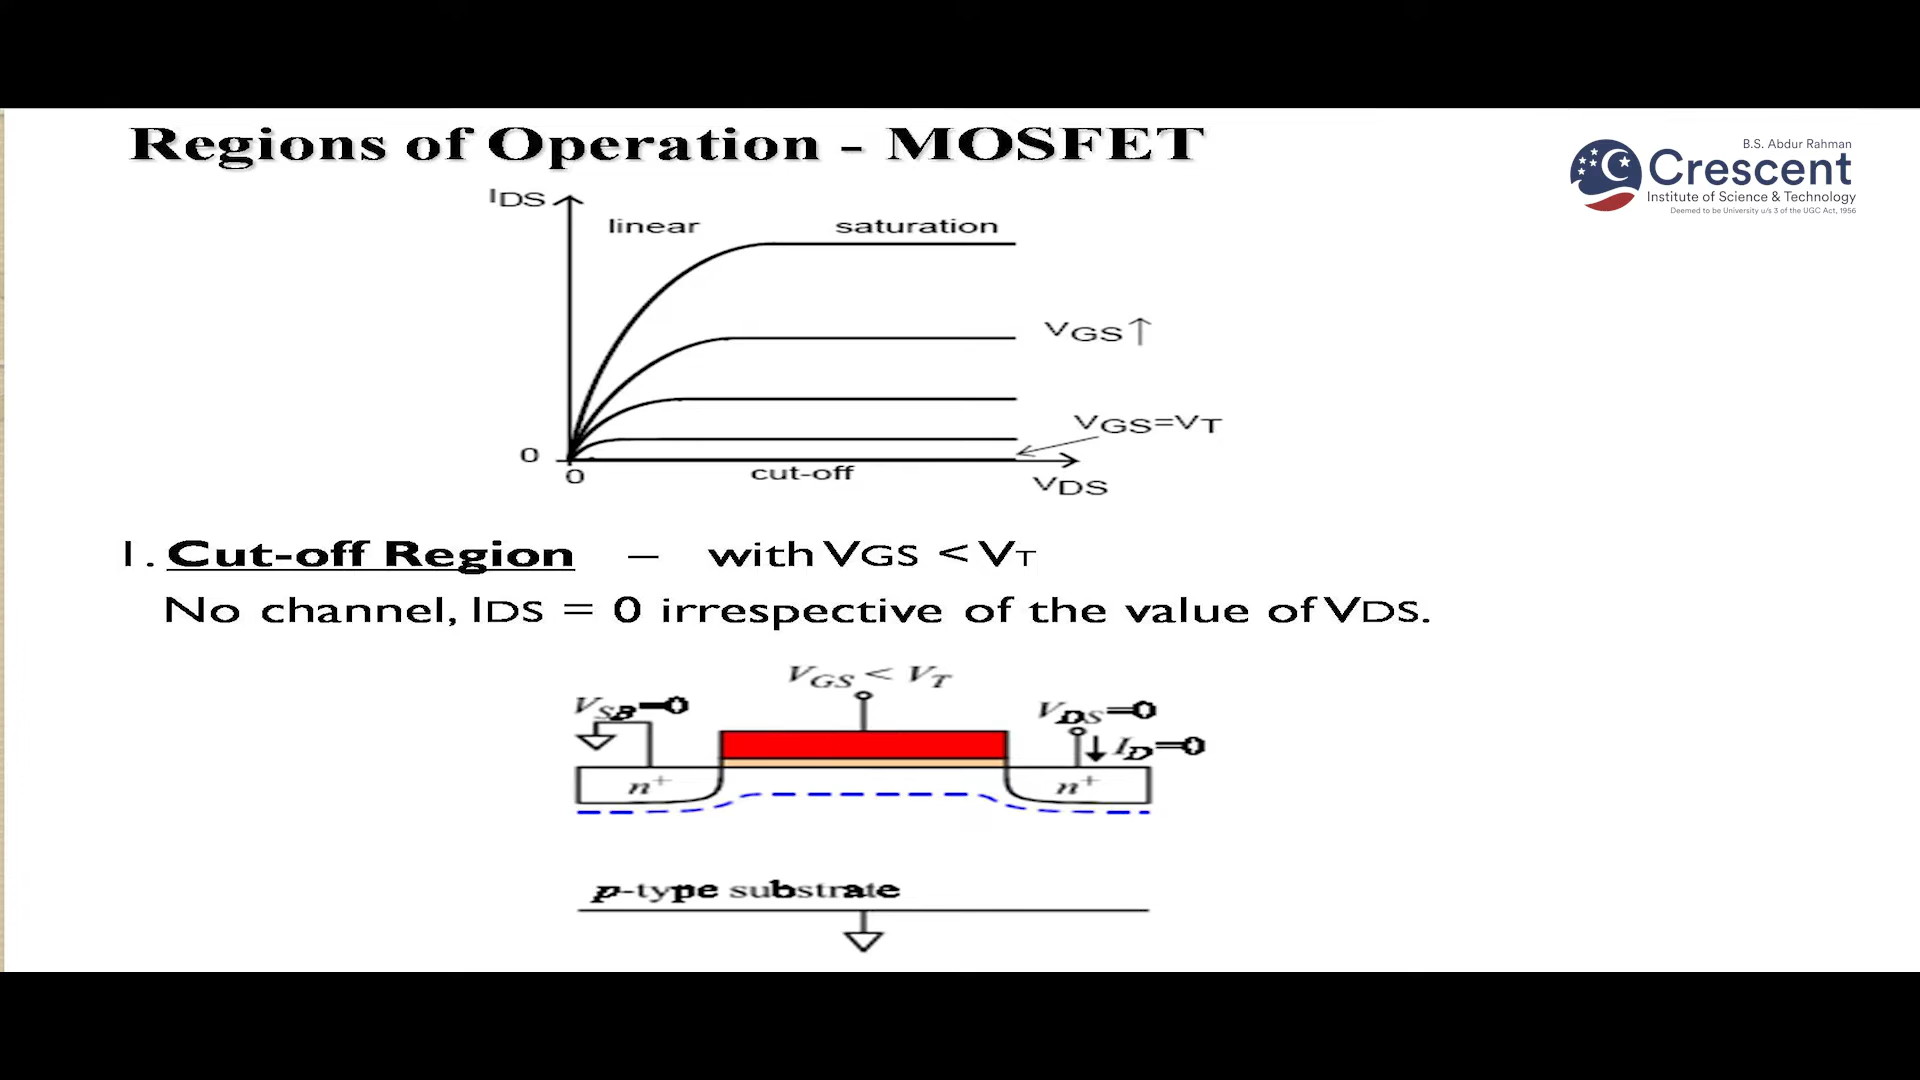 Regions of Operation - MOSFET
B.S. Abdur Rahman
Crescent
Institute of Science & Technology
Deemed to be University u/s 3 of the UGC Act, 1956
IDS
linear
saturation
VGS↑
VGS=VT
0
0
cut-off
VDS
1. Cut-off Region – with VGS < VT
No channel, IDS = 0 irrespective of the value of VDS.
VGS < VT
VSB=0
VDS=0
ID=0
n+
n+
p-type substrate